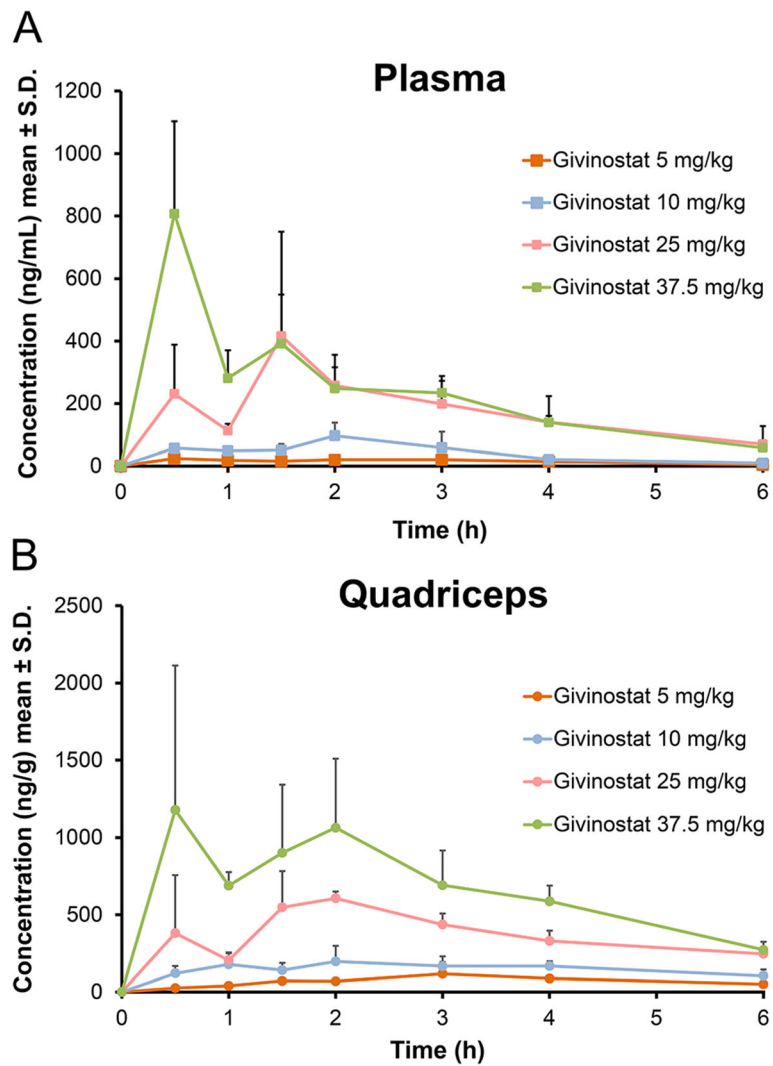 A
Plasma
Concentration (ng/mL) mean ± S.D.
1200
1000
800
600
400
200
0
Givinostat 5 mg/kg
Givinostat 10 mg/kg
Givinostat 25 mg/kg
Givinostat 37.5 mg/kg
0 1 2 3 4 5 6
Time (h)
B
Quadriceps
Concentration (ng/g) mean ± S.D.
2500
2000
1500
1000
500
0
Givinostat 5 mg/kg
Givinostat 10 mg/kg
Givinostat 25 mg/kg
Givinostat 37.5 mg/kg
0 1 2 3 4 5 6
Time (h)